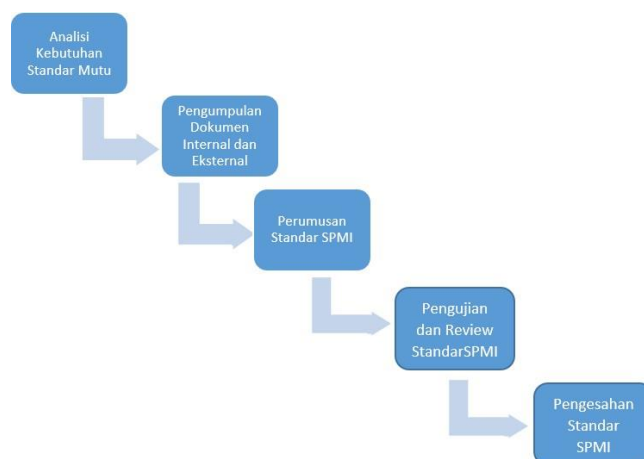 Analisi
Kebutuhan
Standar Mutu
Pengumpulan
Dokumen
Internal dan
Eksternal
Perumusan
Standar SPMI
Pengujian
dan Review
StandarSPMI
Pengesahan
Standar
SPMI